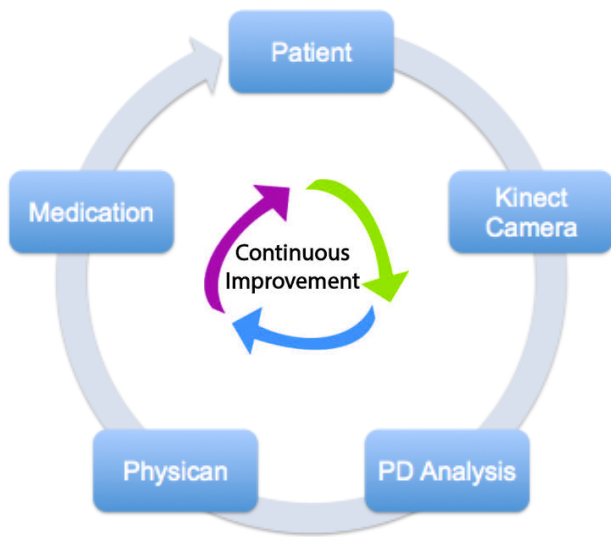 Patient
Kinect
Camera
PD Analysis
Physican
Medication
Continuous
Improvement